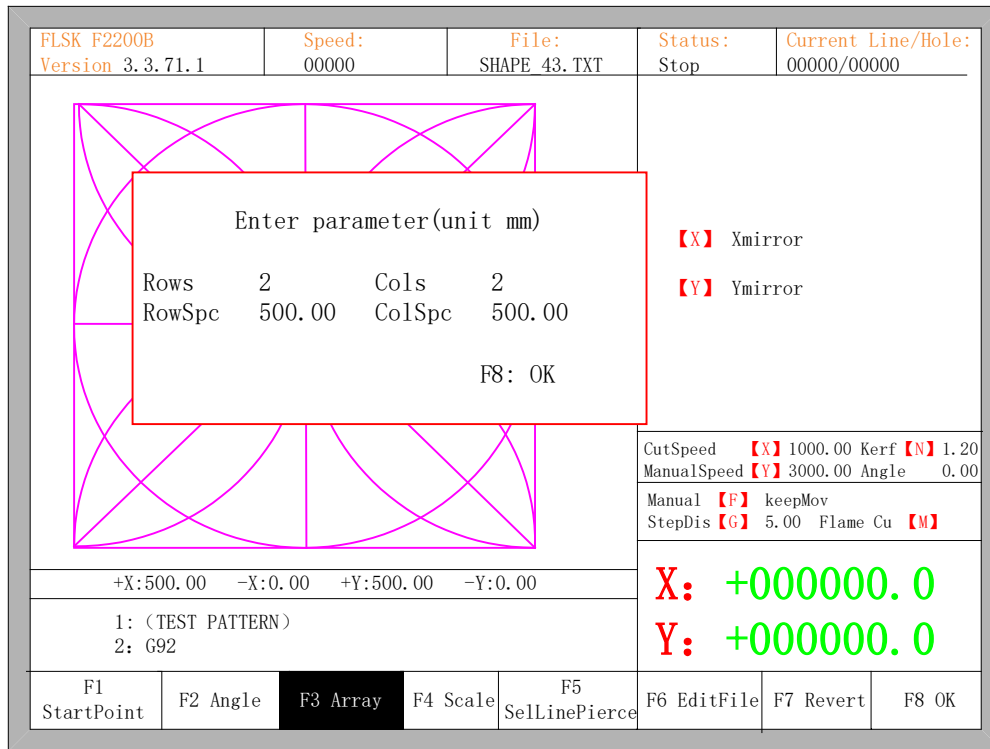 FLSK F2200B Speed: File: Status: Current Line/Hole:
Version 3.3.71.1 00000 SHAPE_43.TXT Stop 00000/00000
Enter parameter(unit mm)
Rows 2 Cols 2
RowSpc 500.00 ColSpc 500.00
F8: OK
【X】 Xmirror
【Y】 Ymirror
CutSpeed 【X】 1000.00 Kerf 【N】 1.20
ManualSpeed 【Y】 3000.00 Angle 0.00
Manual 【F】 keepMov
StepDis 【G】 5.00 Flame Cu 【M】
+X:500.00 -X:0.00 +Y:500.00 -Y:0.00
1: (TEST PATTERN)
2: G92
X: +000000.0
Y: +000000.0
F1
StartPoint
F2 Angle
F3 Array
F4 Scale
F5
SelLinePierce
F6 EditFile
F7 Revert
F8 OK